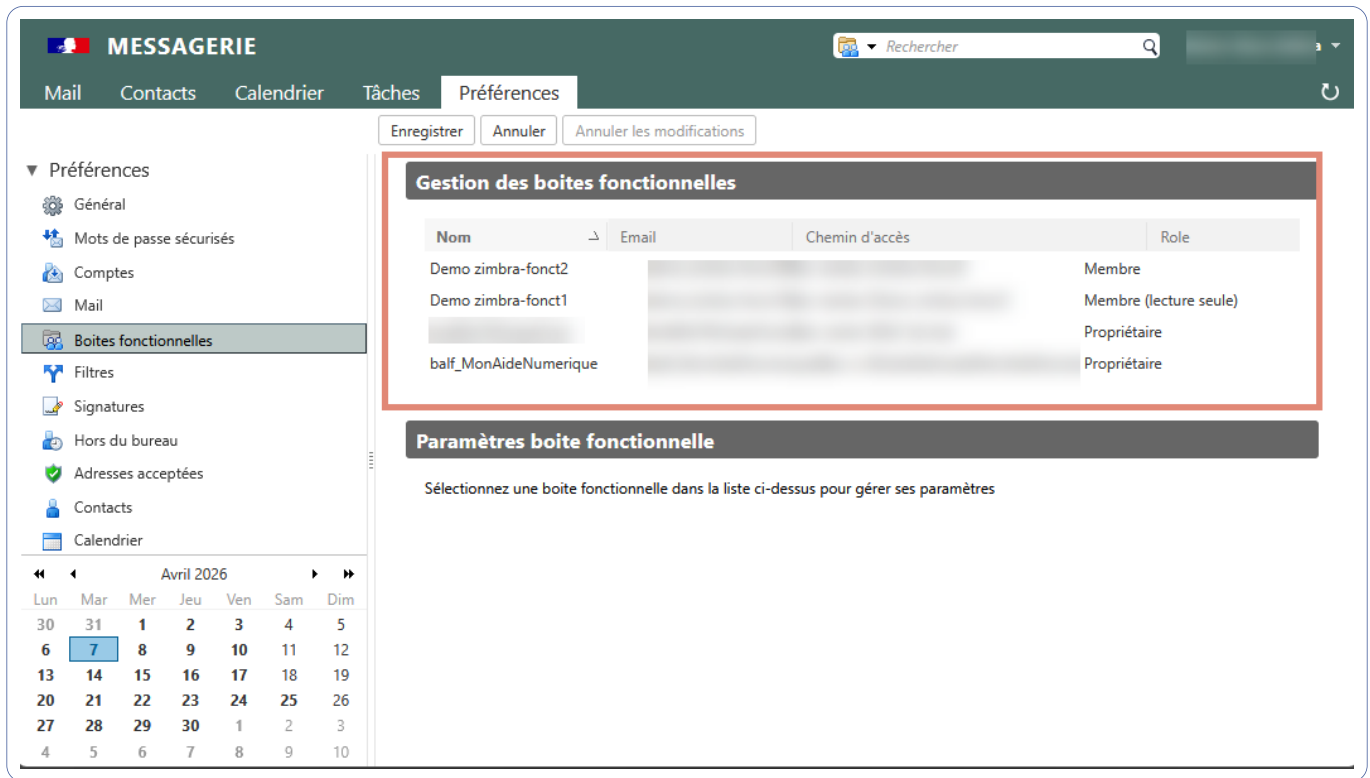 MESSAGERIE
Rechercher
a
Mail Contacts Calendrier Tâches Préférences
Enregistrer Annuler Annuler les modifications
Préférences
Général
Mots de passe sécurisés
Comptes
Mail
Boites fonctionnelles
Filtres
Signatures
Hors du bureau
Adresses acceptées
Contacts
Calendrier
Avril 2026
Lun Mar Mer Jeu Ven Sam Dim
30 31 1 2 3 4 5
6 7 8 9 10 11 12
13 14 15 16 17 18 19
20 21 22 23 24 25 26
27 28 29 30 1 2 3
4 5 6 7 8 9 10
Gestion des boites fonctionnelles
Nom Email Chemin d'accès Role
Demo zimbra-fonct2 Membre
Demo zimbra-fonct1 Membre (lecture seule)
Propriétaire
balf_MonAideNumerique Propriétaire
Paramètres boite fonctionnelle
Sélectionnez une boite fonctionnelle dans la liste ci-dessus pour gérer ses paramètres